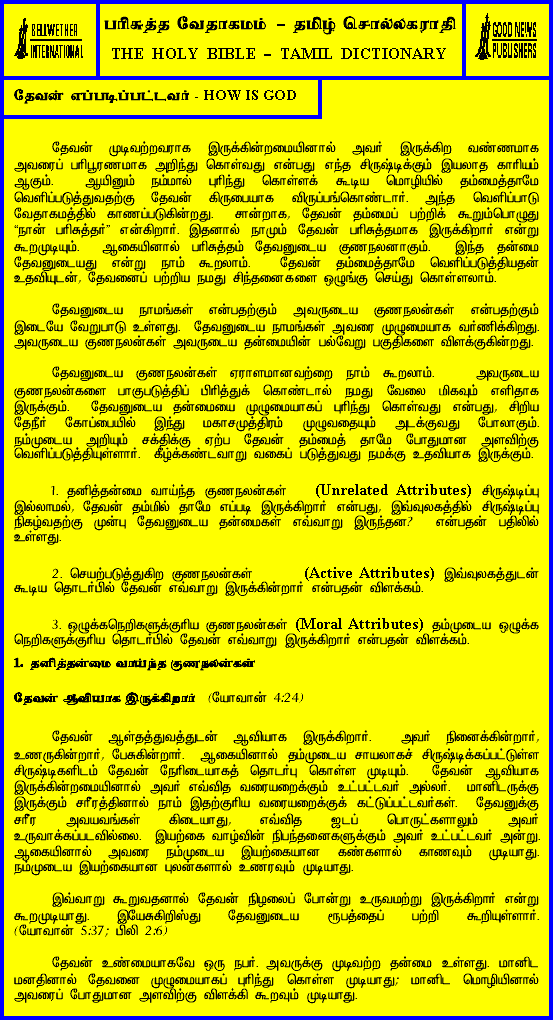 BELLWETHER
INTERNATIONAL
பரிசுத்த வேதாகமம் – தமிழ் சொல்லகராதி
THE HOLY BIBLE – TAMIL DICTIONARY
GOOD NEWS
PUBLISHERS
தேவன் எப்படிப்பட்டவர் - HOW IS GOD
தேவன் முடிவற்றவராக இருக்கின்றமையினால் அவர் இருக்கிற வண்ணமாக
அவரைப் பரிபூரணமாக அறிந்து கொள்வது என்பது எந்த சிருஷ்டிக்கும் இயலாத காரியம்
ஆகும். ஆயினும் நம்மால் புரிந்து கொள்ளக் கூடிய மொழியில் தம்மைத்தாமே
வெளிப்படுத்துவதற்கு தேவன் கிருபையாக விருப்பங்கொண்டார். அந்த வெளிப்பாடு
வேதாகமத்தில் காணப்படுகின்றது. சான்றாக, தேவன் தம்மைப் பற்றிக் கூறும்பொழுது
“நான் பரிசுத்தர்” என்கிறார். இதனால் நாமும் தேவன் பரிசுத்தமாக இருக்கிறார் என்று
கூறமுடியும். ஆகையினால் பரிசுத்தம் தேவனுடைய குணநலனாகும். இந்த தன்மை
தேவனுடையது என்று நாம் கூறலாம். தேவன் தம்மைத்தாமே வெளிப்படுத்தியதன்
உதவியுடன், தேவனைப் பற்றிய நமது சிந்தனைகளை ஒழுங்கு செய்து கொள்ளலாம்.
தேவனுடைய நாமங்கள் என்பதற்கும் அவருடைய குணநலன்கள் என்பதற்கும்
இடையே வேறுபாடு உள்ளது. தேவனுடைய நாமங்கள் அவரை முழுமையாக வர்ணிக்கிறது.
அவருடைய குணநலன்கள் அவருடைய தன்மையின் பல்வேறு பகுதிகளை விளக்குகின்றது.
தேவனுடைய குணநலன்கள் ஏராளமானவற்றை நாம் கூறலாம். அவருடைய
குணநலன்களை பாகுபடுத்திப் பிரித்துக் கொண்டால் நமது வேலை மிகவும் எளிதாக
இருக்கும். தேவனுடைய தன்மையை முழுமையாகப் புரிந்து கொள்வது என்பது, சிறிய
தேநீர் கோப்பையில் இந்து மகாசமுத்திரம் முழுவதையும் அடக்குவது போலாகும்.
நம்முடைய அறியும் சக்திக்கு ஏற்ப தேவன் தம்மைத் தாமே போதுமான அளவிற்கு
வெளிப்படுத்தியுள்ளார். கீழ்க்கண்டவாறு வகைப் படுத்துவது நமக்கு உதவியாக இருக்கும்.
1. தனித்தன்மை வாய்ந்த குணநலன்கள் (Unrelated Attributes) சிருஷ்டிப்பு
இல்லாமல், தேவன் தம்மில் தாமே எப்படி இருக்கிறார் என்பது, இவ்வுலகத்தில் சிருஷ்டிப்பு
நிகழ்வதற்கு முன்பு தேவனுடைய தன்மைகள் எவ்வாறு இருந்தன? என்பதன் பதிலில்
உள்ளது.
2. செயற்படுத்துகிற குணநலன்கள் (Active Attributes) இவ்வுலகத்துடன்
கூடிய தொடர்பில் தேவன் எவ்வாறு இருக்கின்றார் என்பதன் விளக்கம்.
3. ஒழுக்கநெறிகளுக்குரிய குணநலன்கள் (Moral Attributes) தம்முடைய ஒழுக்க
நெறிகளுக்குரிய தொடர்பில் தேவன் எவ்வாறு இருக்கிறார் என்பதன் விளக்கம்.
1. தனித்தன்மை வாய்ந்த குணநலன்கள்
தேவன் ஆவியாக இருக்கிறார் (யோவான் 4:24)
தேவன் ஆள்தத்துவத்துடன் ஆவியாக இருக்கிறார். அவர் நினைக்கின்றார்,
உணருகின்றார், பேசுகின்றார். ஆகையினால் தம்முடைய சாயலாகச் சிருஷ்டிக்கப்பட்டுள்ள
சிருஷ்டிகளிடம் தேவன் நேரிடையாகத் தொடர்பு கொள்ள முடியும். தேவன் ஆவியாக
இருக்கின்றமையினால் அவர் எவ்வித வரையறைக்கும் உட்பட்டவர் அல்லர். மானிடருக்கு
இருக்கும் சரீரத்தினால் நாம் இதற்குரிய வரையறைக்குக் கட்டுப்பட்டவர்கள். தேவனுக்கு
சரீர அவயவங்கள் கிடையாது, எவ்வித ஐடப் பொருட்களாலும் அவர்
உருவாக்கப்படவில்லை. இயற்கை வாழ்வின் நிபந்தனைகளுக்கும் அவர் உட்பட்டவர் அன்று.
ஆகையினால் அவரை நம்முடைய இயற்கையான கண்களால் காணவும் முடியாது.
நம்முடைய இயற்கையான புலன்களால் உணரவும் முடியாது.
இவ்வாறு கூறுவதனால் தேவன் நிழலைப் போன்று உருவமற்று இருக்கிறார் என்று
கூறமுடியாது. இயேசுகிறிஸ்து தேவனுடைய ரூபத்தைப் பற்றி கூறியுள்ளார்.
(யோவான் 5:37; பிலி 2:6)
தேவன் உண்மையாகவே ஒரு நபர். அவருக்கு முடிவற்ற தன்மை உள்ளது. மானிட
மனதினால் தேவனை முழுமையாகப் புரிந்து கொள்ள முடியாது; மானிட மொழியினால்
அவரைப் போதுமான அளவிற்கு விளக்கி கூறவும் முடியாது.